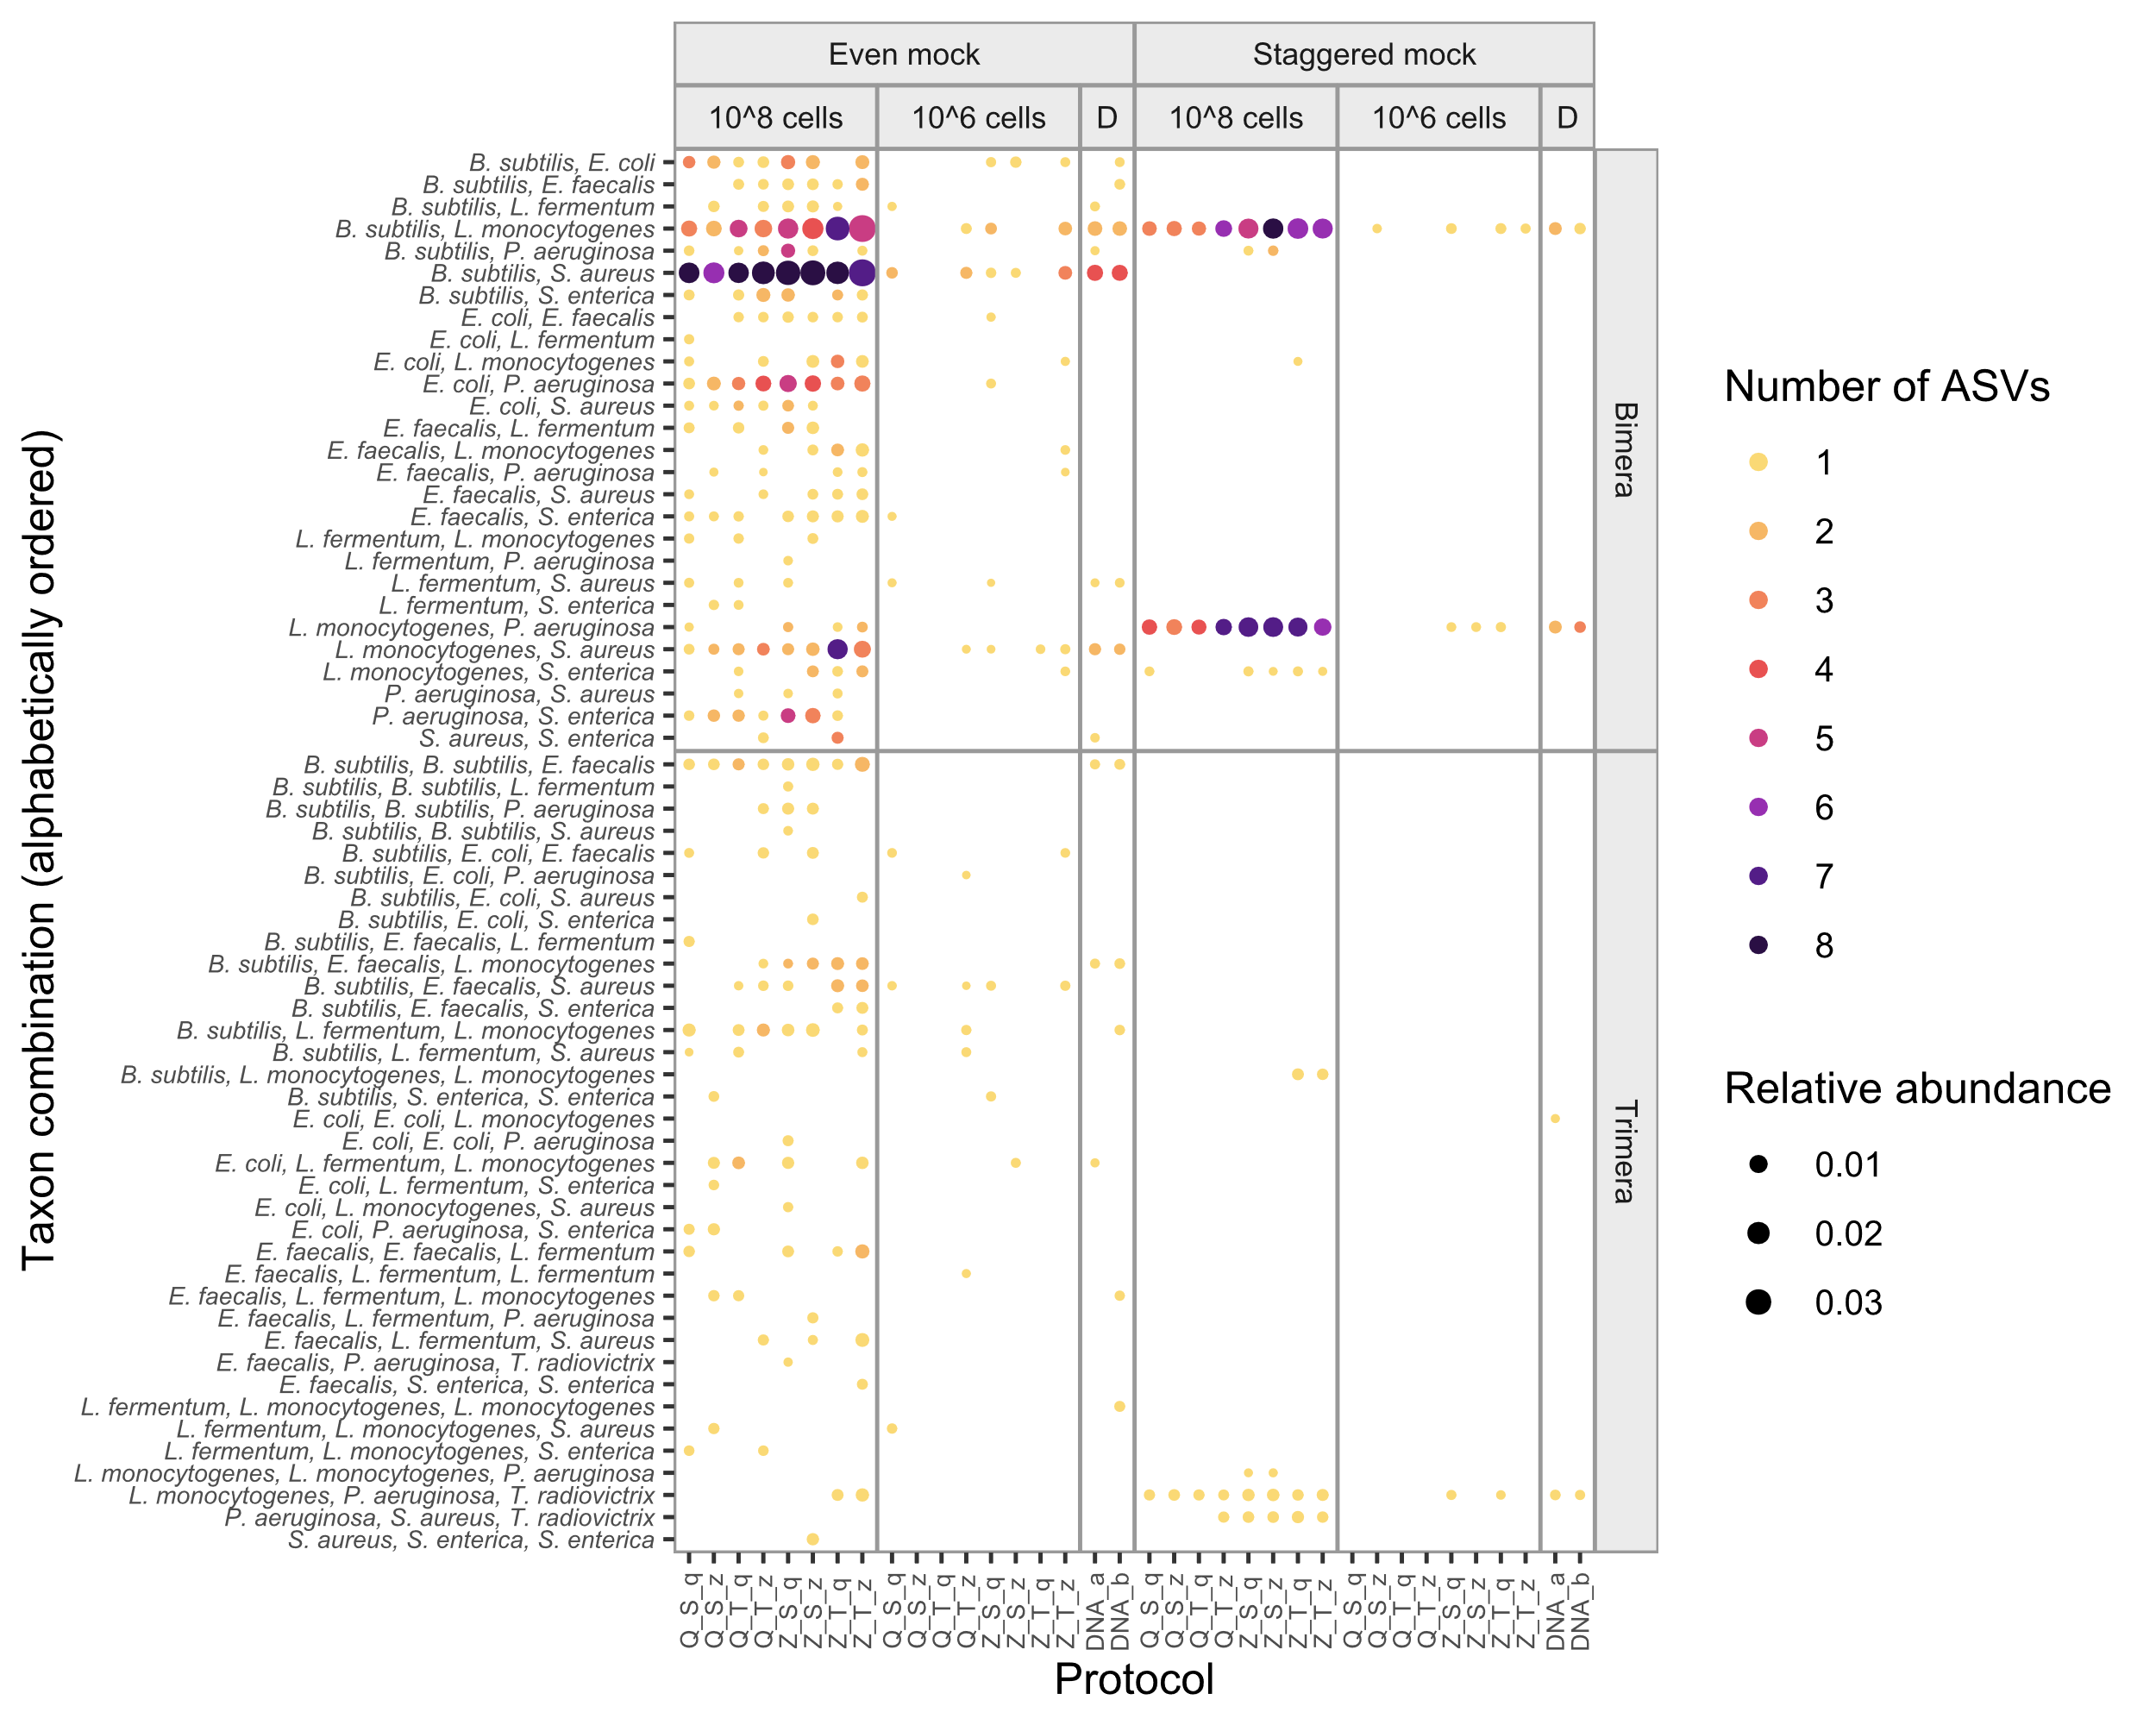 Even mock
Staggered mock
10^8 cells
10^6 cells
D
10^8 cells
10^6 cells
D
Taxon combination (alphabetically ordered)
B. subtilis, E. coli
B. subtilis, E. faecalis
B. subtilis, L. fermentum
B. subtilis, L. monocytogenes
B. subtilis, P. aeruginosa
B. subtilis, S. aureus
B. subtilis, S. enterica
E. coli, E. faecalis
E. coli, L. fermentum
E. coli, L. monocytogenes
E. coli, P. aeruginosa
E. coli, S. aureus
E. faecalis, L. fermentum
E. faecalis, L. monocytogenes
E. faecalis, P. aeruginosa
E. faecalis, S. aureus
E. faecalis, S. enterica
L. fermentum, L. monocytogenes
L. fermentum, P. aeruginosa
L. fermentum, S. aureus
L. fermentum, S. enterica
L. monocytogenes, P. aeruginosa
L. monocytogenes, S. aureus
L. monocytogenes, S. enterica
P. aeruginosa, S. aureus
P. aeruginosa, S. enterica
S. aureus, S. enterica
Bimera
B. subtilis, B. subtilis, E. faecalis
B. subtilis, B. subtilis, L. fermentum
B. subtilis, B. subtilis, P. aeruginosa
B. subtilis, B. subtilis, S. aureus
B. subtilis, E. coli, E. faecalis
B. subtilis, E. coli, P. aeruginosa
B. subtilis, E. coli, S. aureus
B. subtilis, E. coli, S. enterica
B. subtilis, E. faecalis, L. fermentum
B. subtilis, E. faecalis, L. monocytogenes
B. subtilis, E. faecalis, S. aureus
B. subtilis, E. faecalis, S. enterica
B. subtilis, L. fermentum, L. monocytogenes
B. subtilis, L. fermentum, S. aureus
B. subtilis, L. monocytogenes, L. monocytogenes
B. subtilis, S. enterica, S. enterica
E. coli, E. coli, L. monocytogenes
E. coli, E. coli, P. aeruginosa
E. coli, L. fermentum, L. monocytogenes
E. coli, L. fermentum, S. enterica
E. coli, L. monocytogenes, S. aureus
E. coli, P. aeruginosa, S. enterica
E. faecalis, E. faecalis, L. fermentum
E. faecalis, L. fermentum, L. fermentum
E. faecalis, L. fermentum, L. monocytogenes
E. faecalis, L. fermentum, P. aeruginosa
E. faecalis, L. fermentum, S. aureus
E. faecalis, P. aeruginosa, T. radiovictrix
E. faecalis, S. enterica, S. enterica
L. fermentum, L. monocytogenes, L. monocytogenes
L. fermentum, L. monocytogenes, S. aureus
L. fermentum, L. monocytogenes, S. enterica
L. monocytogenes, L. monocytogenes, P. aeruginosa
L. monocytogenes, P. aeruginosa, T. radiovictrix
P. aeruginosa, S. aureus, T. radiovictrix
S. aureus, S. enterica, S. enterica
Trimera
Q_S_q
Q_S_z
Q_T_q
Q_T_z
Z_S_q
Z_S_z
Z_T_q
Z_T_z
Q_S_q
Q_S_z
Q_T_q
Q_T_z
Z_S_q
Z_S_z
Z_T_q
Z_T_z
DNA_a
DNA_b
Q_S_q
Q_S_z
Q_T_q
Q_T_z
Z_S_q
Z_S_z
Z_T_q
Z_T_z
Q_S_q
Q_S_z
Q_T_q
Q_T_z
Z_S_q
Z_S_z
Z_T_q
Z_T_z
DNA_a
DNA_b
Protocol
Number of ASVs
1
2
3
4
5
6
7
8
Relative abundance
0.01
0.02
0.03